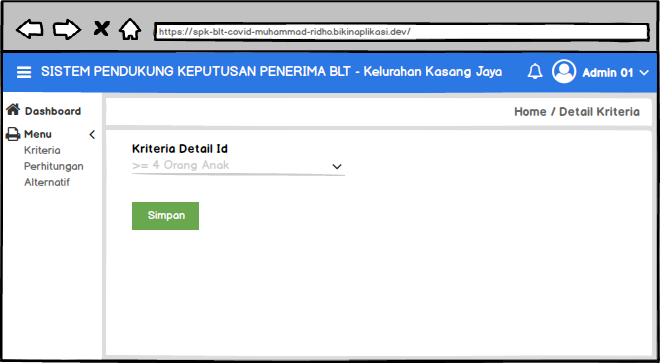 https://spk-blt-covid-muhammad-ridho.bikinaplikasi.dev/
SISTEM PENDUKUNG KEPUTUSAN PENERIMA BLT - Kelurahan Kasang Jaya
Admin 01
Dashboard
Menu
Kriteria
Perhitungan
Alternatif
Home / Detail Kriteria
Kriteria Detail Id
>= 4 Orang Anak
Simpan